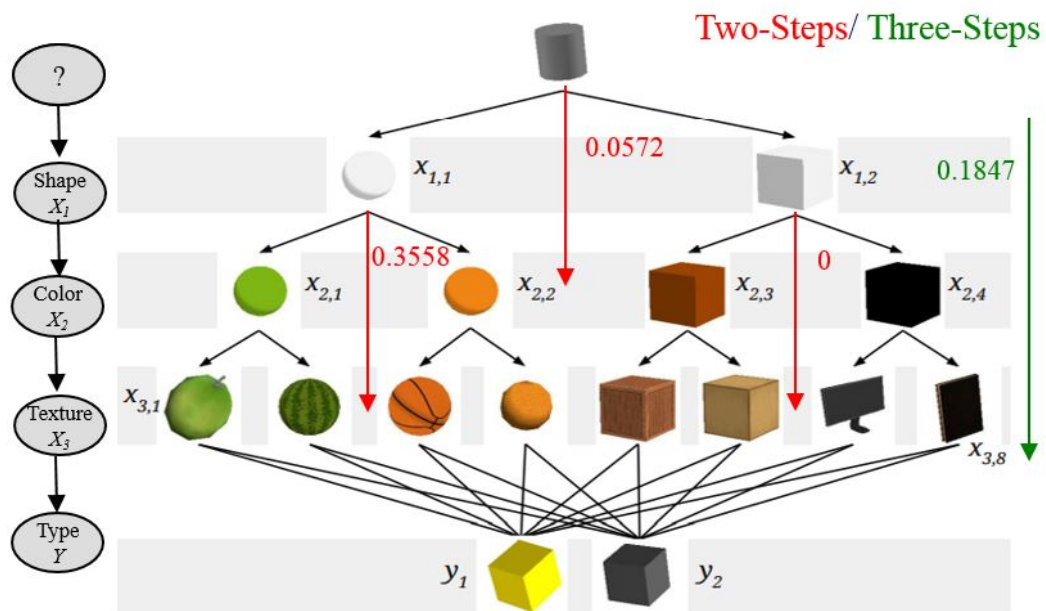 Two-Steps/ Three-Steps
?
0.0572
Shape
X1
x1,1
x1,2
0.1847
0.3558
0
Color
X2
x2,1
x2,2
x2,3
x2,4
Texture
X3
x3,1
x3,8
Type
Y
y1
y2